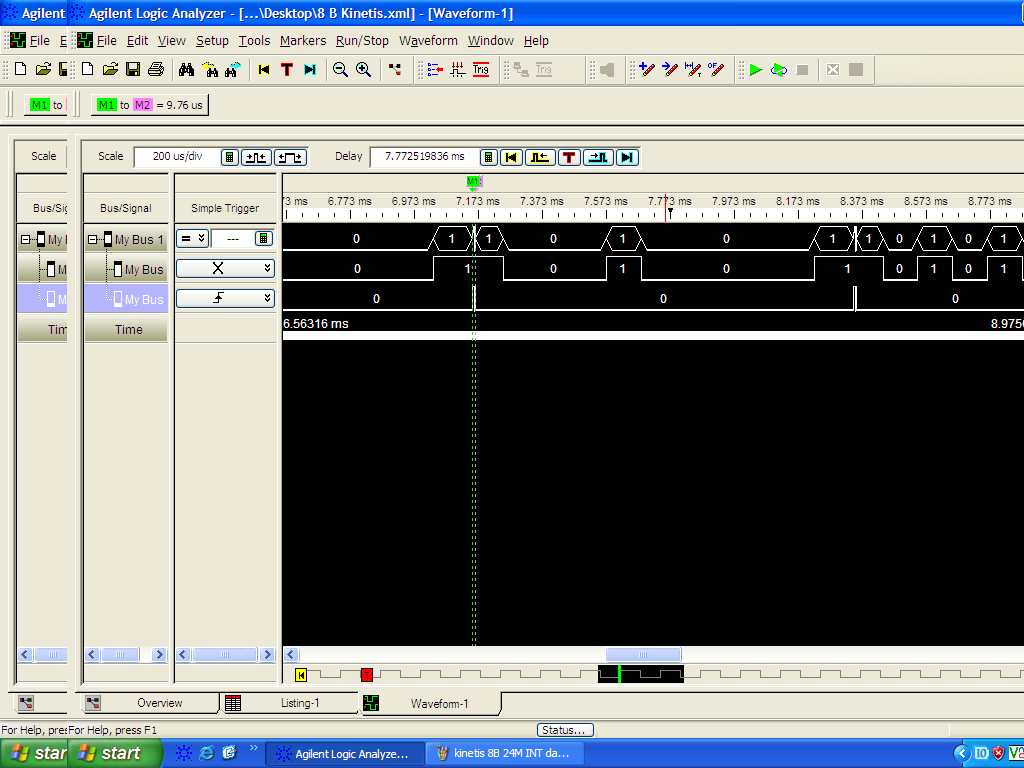 Agilent Agilent Logic Analyzer - [...\Desktop\8 B Kinetis.xml] - [Waveform-1]
File E File Edit View Setup Tools Markers Run/Stop Waveform Window Help
T Trig Trig
M1 to M1 to M2 = 9.76 us
Scale Scale 200 us/div Delay 7.772519836 ms T
M1:
Bus/Sig Bus/Signal Simple Trigger 73 ms 6.773 ms 6.973 ms 7.173 ms 7.373 ms 7.573 ms 7.773 ms 7.973 ms 8.173 ms 8.373 ms 8.573 ms 8.773 ms
My My Bus 1 = --- 0 1 1 0 1 0 1 1 0 1 0 1
M My Bus X 0 1 0 1 0 1 0 1 0 1
M My Bus 0 0 0
Tim Time 6.56316 ms 8.9756
T
Overview Listing-1 Waveform-1
For Help, pres For Help, press F1 Status...
star start Agilent Logic Analyze... kinetis 8B 24M INT da...